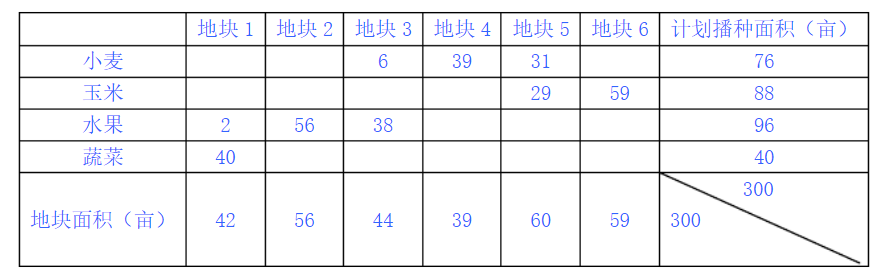 地块1 地块2 地块3 地块4 地块5 地块6 计划播种面积（亩）
小麦 6 39 31 76
玉米 29 59 88
水果 2 56 38 96
蔬菜 40 40
300
地块面积（亩） 42 56 44 39 60 59 300